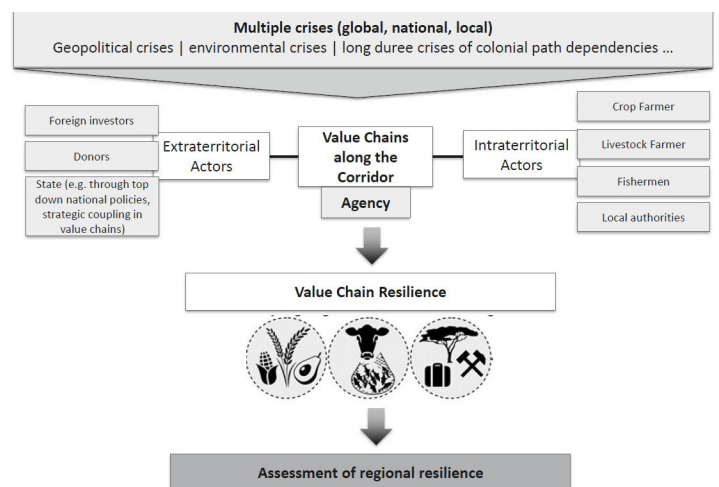 Multiple crises (global, national, local)
Geopolitical crises | environmental crises | long duree crises of colonial path dependencies ...
Foreign investors
Donors
State (e.g. through top
down national policies,
strategic coupling in
value chains)
Extraterritorial
Actors
Value Chains
along the
Corridor
Agency
Intraterritorial
Actors
Crop Farmer
Livestock Farmer
Fishermen
Local authorities
Value Chain Resilience
Assessment of regional resilience